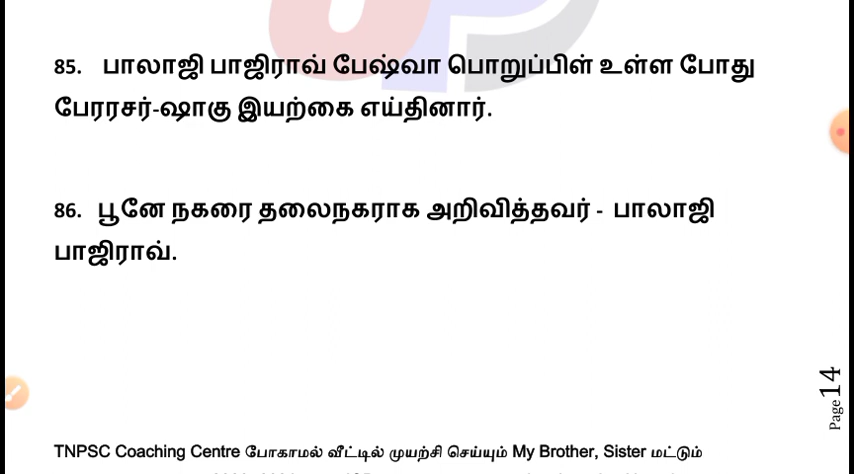 85. பாலாஜி பாஜிராவ் பேஷ்வா பொறுப்பிள் உள்ள போது
பேரரசர்-ஷாகு இயற்கை எய்தினார்.
86. பூனே நகரை தலைநகராக அறிவித்தவர் - பாலாஜி
பாஜிராவ்.
Page 14
TNPSC Coaching Centre போகாமல் வீட்டில் முயற்சி செய்யும் My Brother, Sister மட்டும்